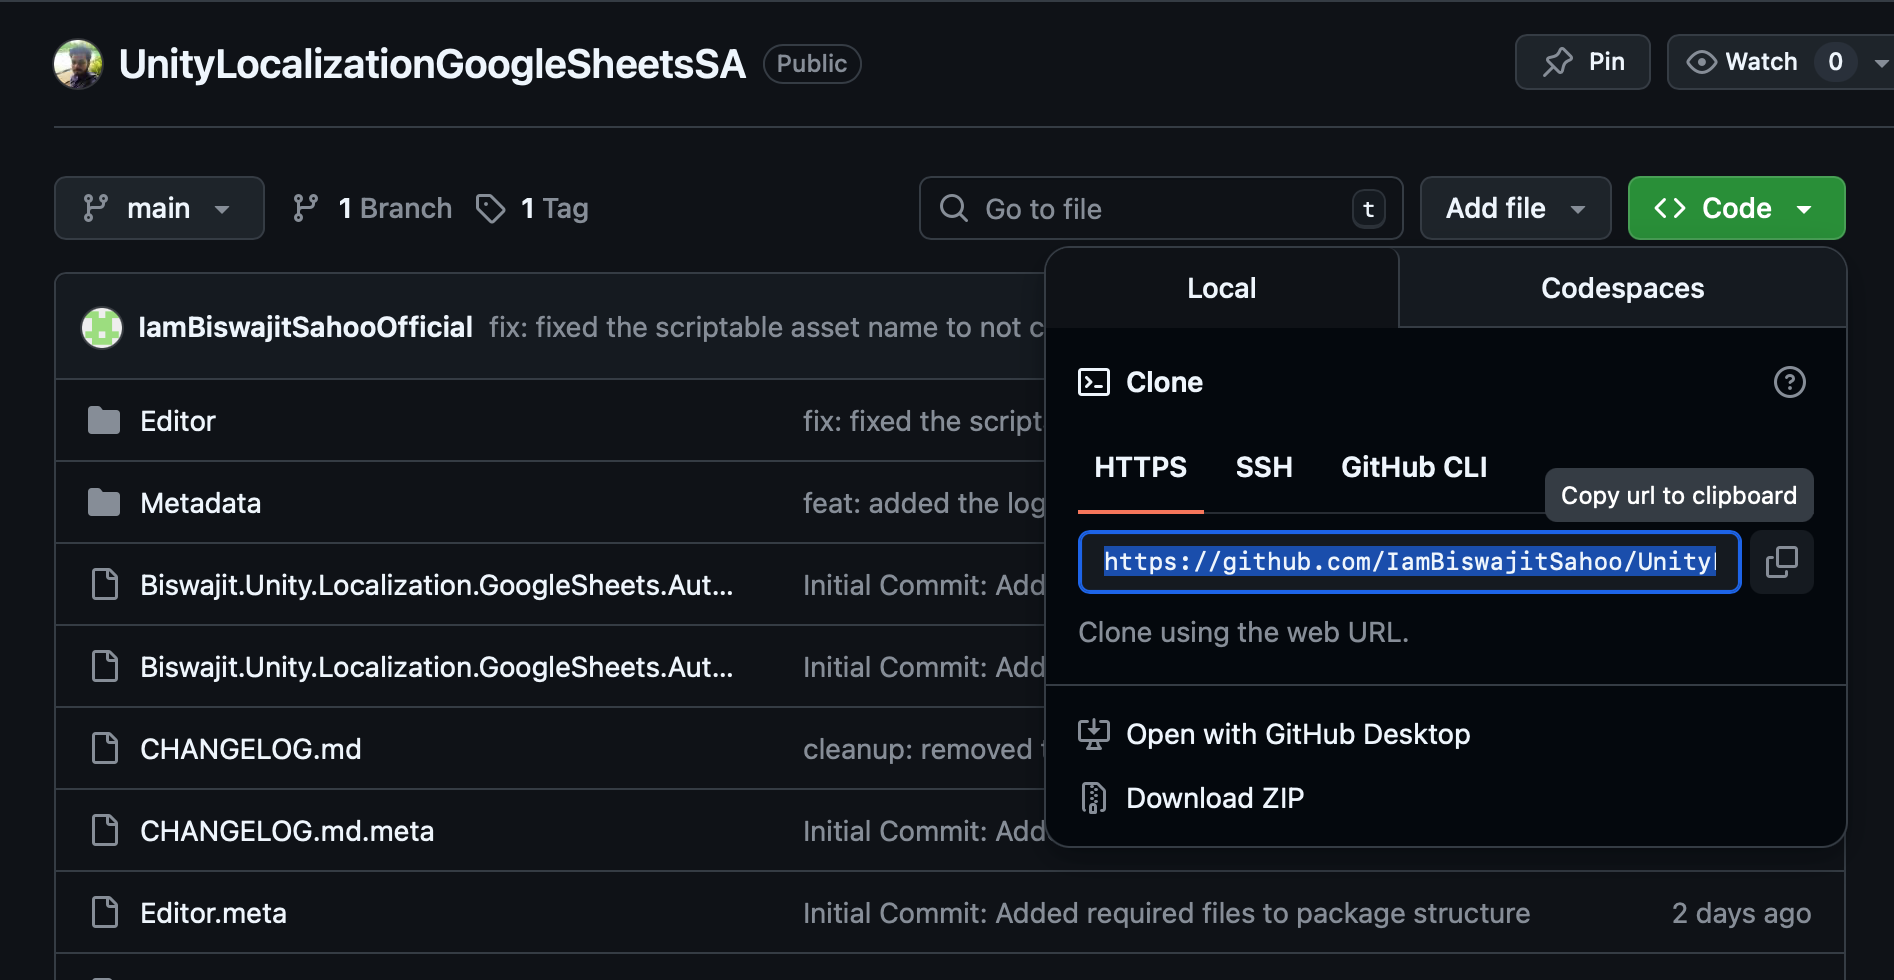 UnityLocalizationGoogleSheetsSA Public
Pin
Watch 0
main
1 Branch
1 Tag
Go to file t
Add file
<> Code
Local
Codespaces
IamBiswajitSahooOfficial fix: fixed the scriptable asset name to not c
Clone
Editor fix: fixed the script
HTTPS SSH GitHub CLI
Copy url to clipboard
Metadata feat: added the log
https://github.com/IamBiswajitSahoo/Unity
Biswajit.Unity.Localization.GoogleSheets.Aut... Initial Commit: Add
Clone using the web URL.
Biswajit.Unity.Localization.GoogleSheets.Aut... Initial Commit: Add
Open with GitHub Desktop
CHANGELOG.md cleanup: removed
Download ZIP
CHANGELOG.md.meta Initial Commit: Add
Editor.meta Initial Commit: Added required files to package structure 2 days ago